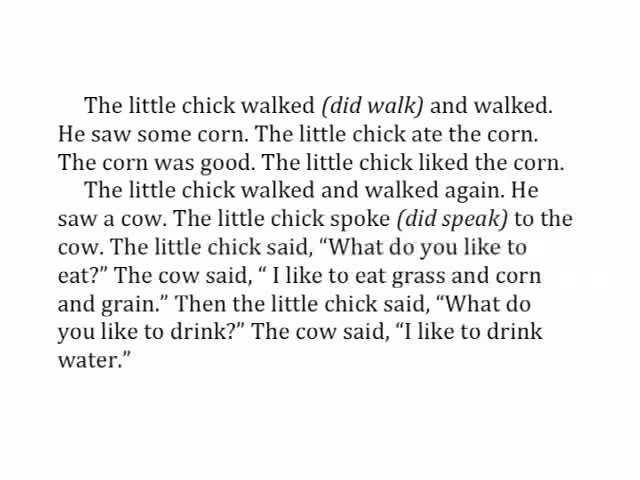 The little chick walked (did walk) and walked.
He saw some corn. The little chick ate the corn.
The corn was good. The little chick liked the corn.
The little chick walked and walked again. He
saw a cow. The little chick spoke (did speak) to the
cow. The little chick said, “What do you like to
eat?” The cow said, “ I like to eat grass and corn
and grain.” Then the little chick said, “What do
you like to drink?” The cow said, “I like to drink
water.”